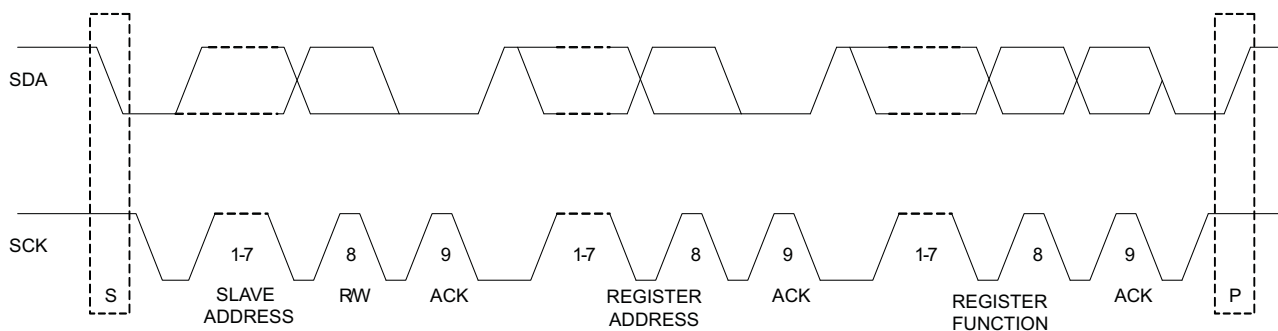 SDA
SCK
1-7 8 9 1-7 8 9 1-7 8 9
S SLAVE ADDRESS R/W ACK REGISTER ADDRESS ACK REGISTER FUNCTION ACK P